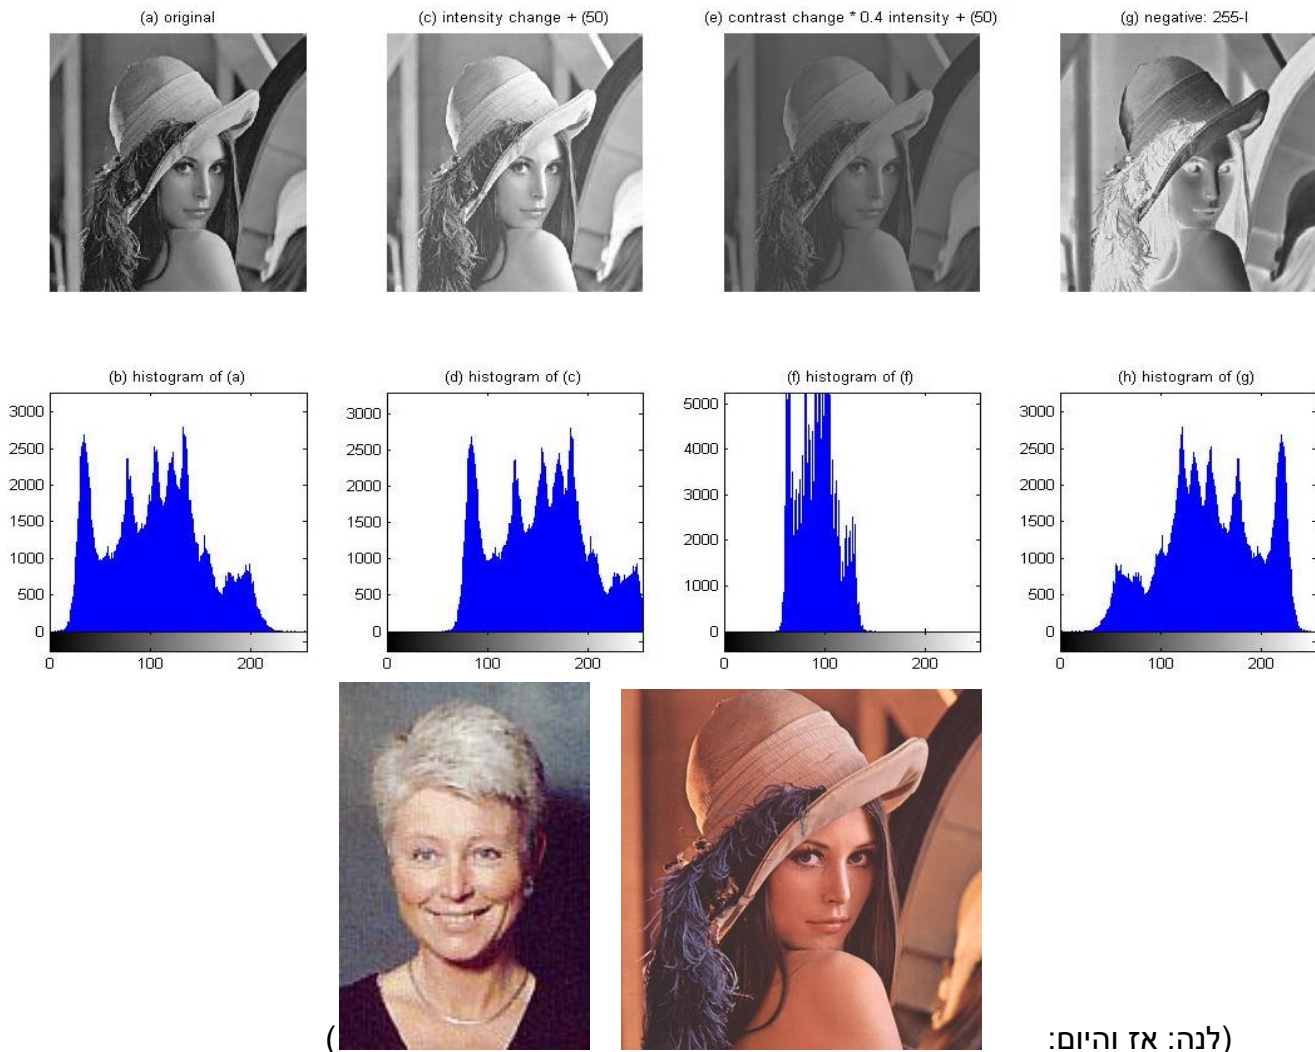 (a) original
(c) intensity change + (50)
(e) contrast change * 0.4 intensity + (50)
(g) negative: 255-I
(b) histogram of (a)
(d) histogram of (c)
(f) histogram of (f)
(h) histogram of (g)
3000
2500
2000
1500
1000
500
0
0 100 200
3000
2500
2000
1500
1000
500
0
0 100 200
5000
4000
3000
2000
1000
0
0 100 200
3000
2500
2000
1500
1000
500
0
0 100 200
(לנה: אז והיום: )